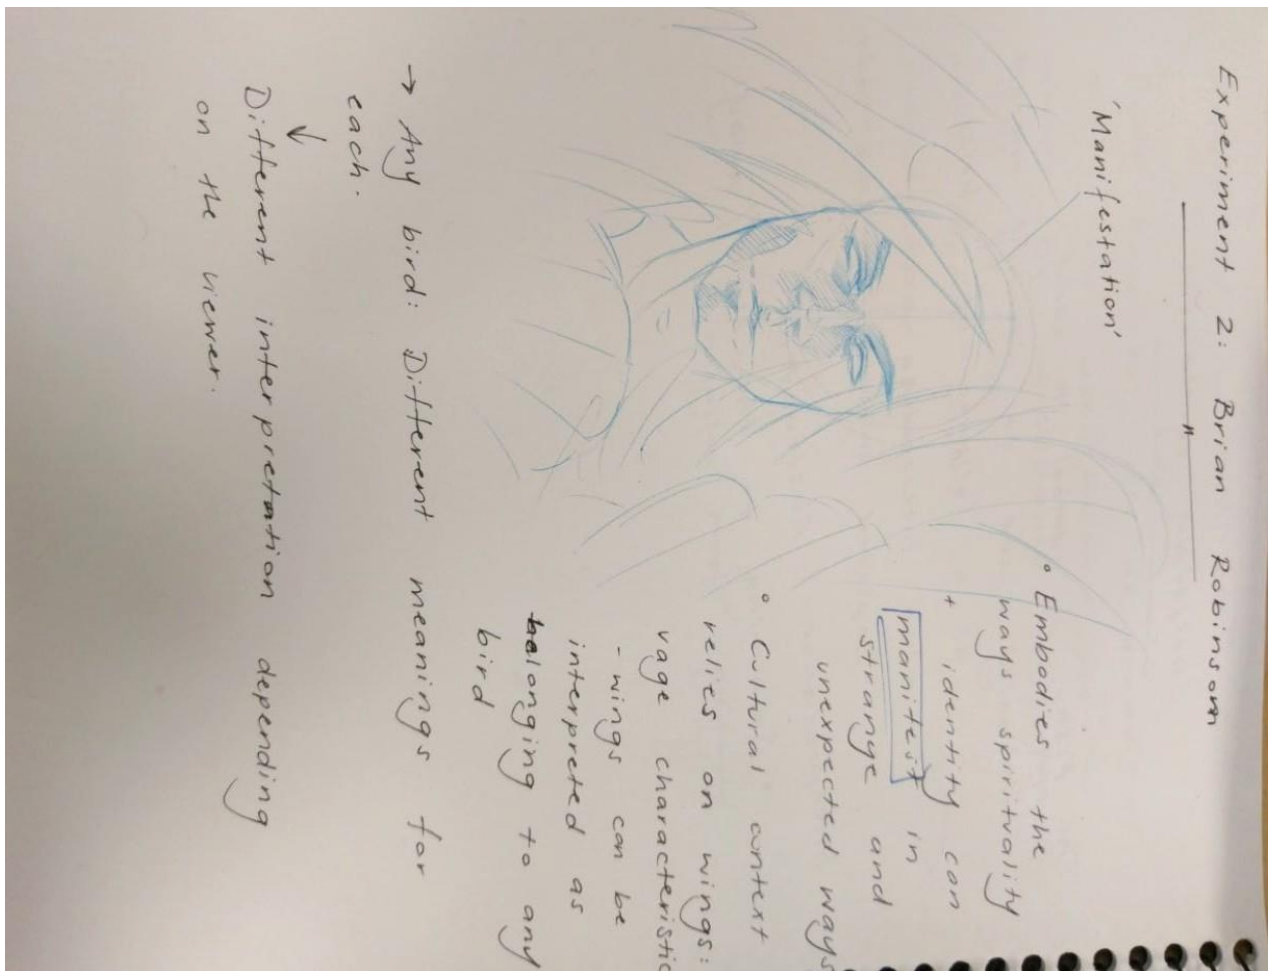 Experiment 2: Brian Robinson
"
'Manifestation'
° Embodies the
ways spirituality
+ identity can
manifest in
strange and
unexpected ways
° Cultural context
relies on wings:
vage characteristic
- wings can be
interpreted as
belonging to any
bird
→ Any bird: Different meanings for
each.
↓
Different interpretation depending
on the viewer.